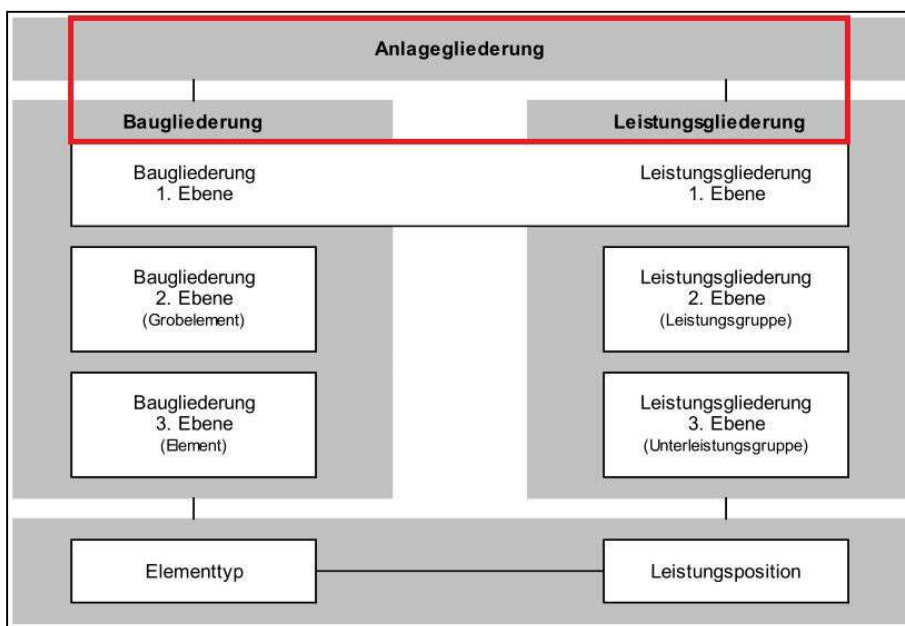 Anlagegliederung
Baugliederung
Leistungsgliederung
Baugliederung
1. Ebene
Leistungsgliederung
1. Ebene
Baugliederung
2. Ebene
(Grobelement)
Leistungsgliederung
2. Ebene
(Leistungsgruppe)
Baugliederung
3. Ebene
(Element)
Leistungsgliederung
3. Ebene
(Unterleistungsgruppe)
Elementtyp
Leistungsposition